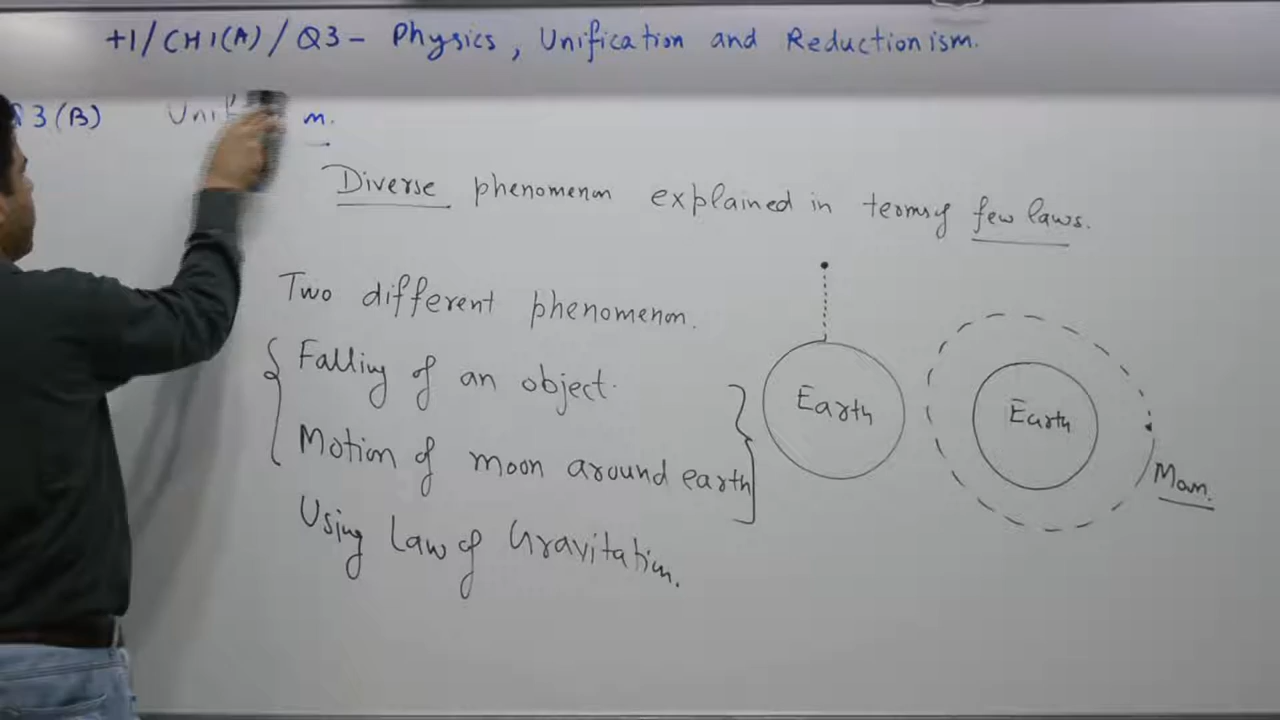 +1/CH1(A)/Q3- Physics, Unification and Reductionism.
3(B) Uni m.
Diverse phenomenon explained in terms of few laws.
Two different phenomenon.
Falling of an object.
Motion of moon around earth
Using Law of Gravitation.
Earth
Earth
Moon.